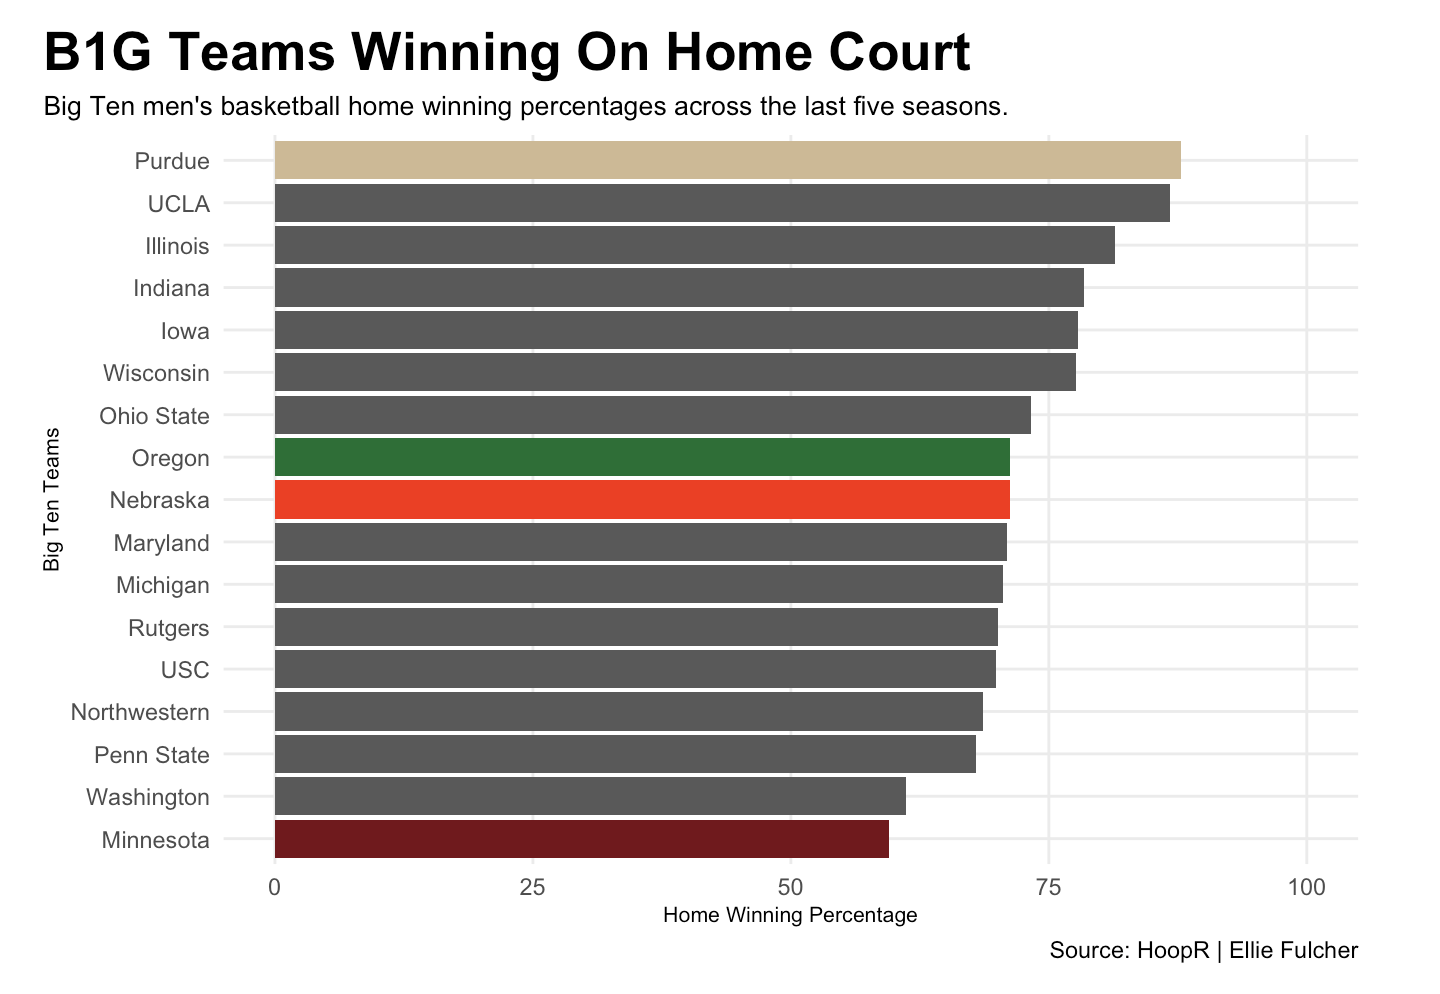 B1G Teams Winning On Home Court
Big Ten men's basketball home winning percentages across the last five seasons.
Big Ten Teams
Purdue
UCLA
Illinois
Indiana
Iowa
Wisconsin
Ohio State
Oregon
Nebraska
Maryland
Michigan
Rutgers
USC
Northwestern
Penn State
Washington
Minnesota
0 25 50 75 100
Home Winning Percentage
Source: HoopR | Ellie Fulcher